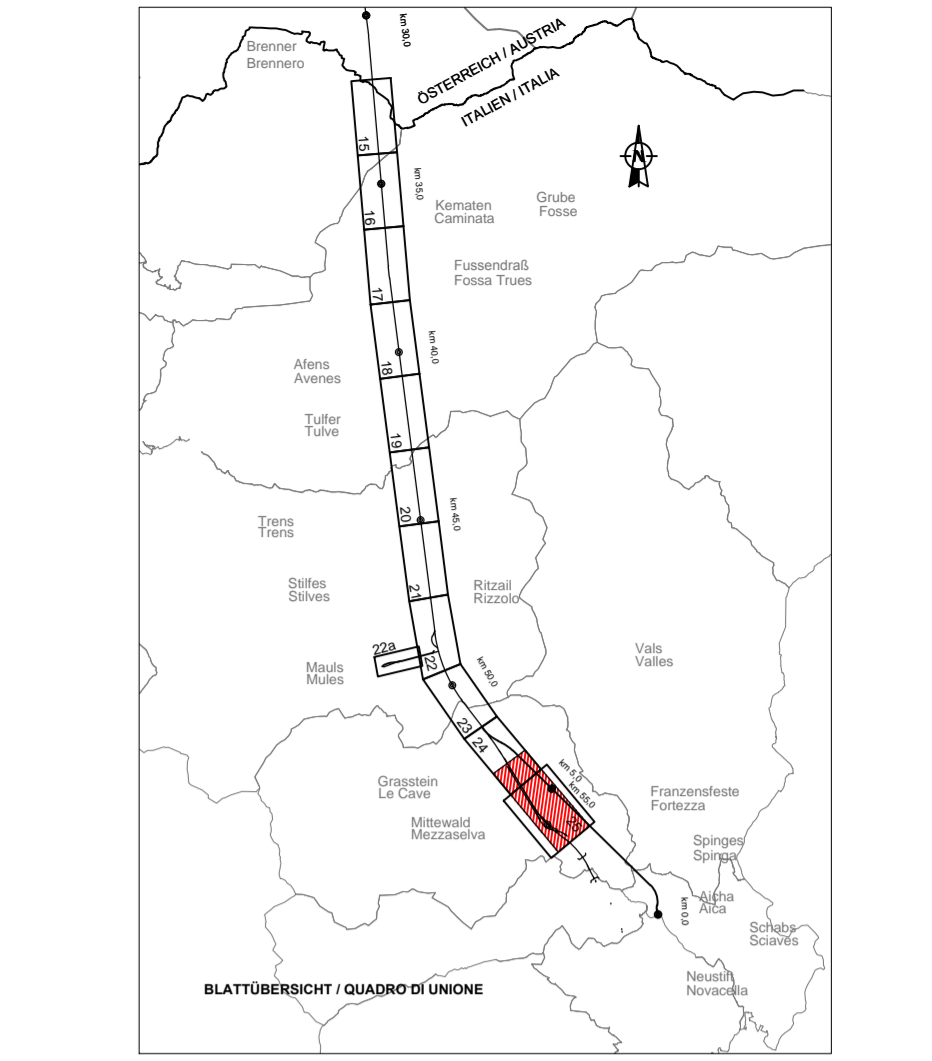 km 30,0
Brenner
Brennero
ÖSTERREICH / AUSTRIA
ITALIEN / ITALIA
N
15
km 35,0
16
Kematen
Caminata
Grube
Fosse
17
Fussendraß
Fossa Trues
km 40,0
18
Afens
Avenes
Tulfer
Tulve
19
20
km 45,0
Trens
Trens
21
Stilfes
Stilves
Ritzail
Rizzolo
22a
22
Mauls
Mules
km 50,0
Vals
Valles
23
24
km 5,0
km 55,0
25
Grasstein
Le Cave
Mittewald
Mezzaselva
Franzensfeste
Fortezza
Spinges
Spinga
Aicha
Aica
km 0,0
Schabs
Sciaves
Neustift
Novacella
BLATTÜBERSICHT / QUADRO DI UNIONE